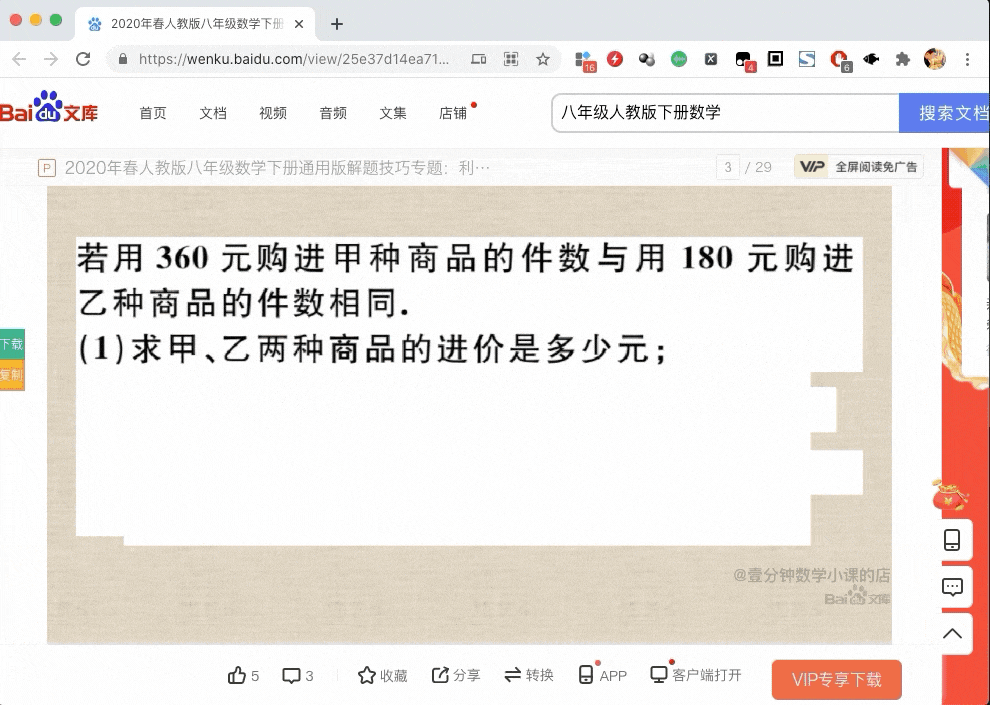 2020年春人教版八年级数学下册
https://wenku.baidu.com/view/25e37d14ea71...
16
4
6
Bai du 文库
首页
文档
视频
音频
文集
店铺
八年级人教版下册数学
搜索文档
P
2020年春人教版八年级数学下册通用版解题技巧专题：利…
3 / 29
VIP 全屏阅读免广告
若用 360 元购进甲种商品的件数与用 180 元购进
乙种商品的件数相同.
(1)求甲、乙两种商品的进价是多少元；
下载
复制
@壹分钟数学小课的店
Bai du 文库
5
3
收藏
分享
转换
APP
客户端打开
VIP专享下载